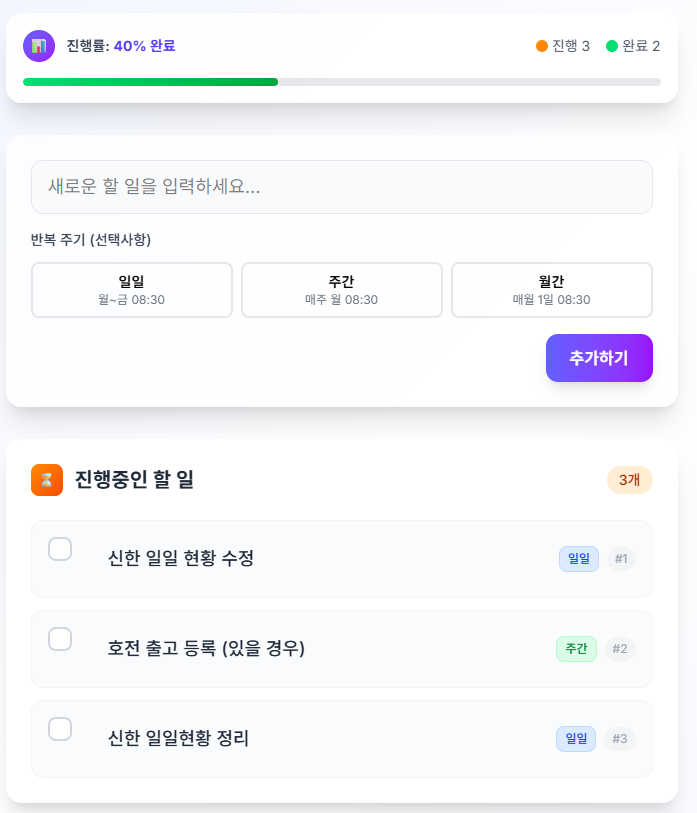 진행률: 40% 완료
진행 3
완료 2
새로운 할 일을 입력하세요...
반복 주기 (선택사항)
일일
월~금 08:30
주간
매주 월 08:30
월간
매월 1일 08:30
추가하기
진행중인 할 일
3개
신한 일일 현황 수정
일일
#1
호전 출고 등록 (있을 경우)
주간
#2
신한 일일현황 정리
일일
#3